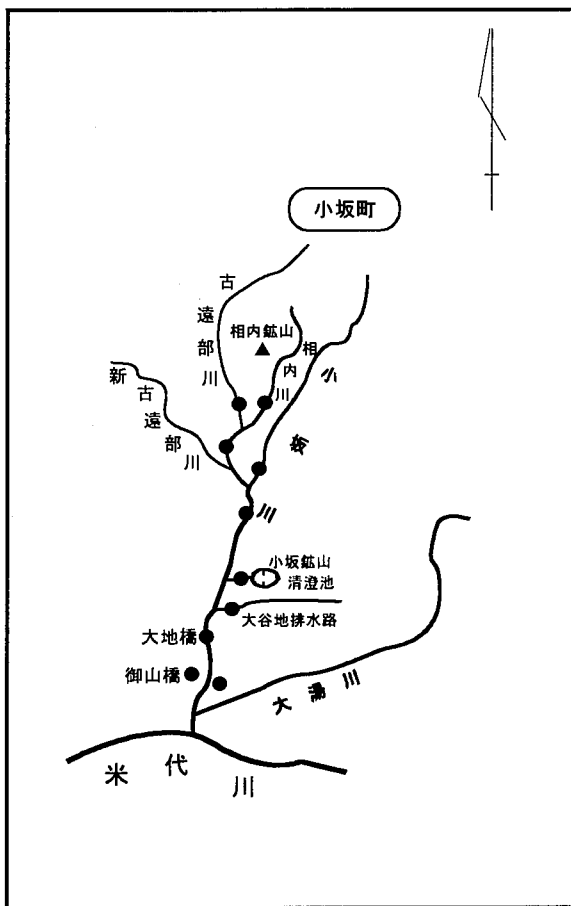 小坂町
古遠部川
相内鉱山
相内川
新古遠部川
小坂川
小坂鉱山
清澄池
大谷地排水路
大地橋
御山橋
大湯川
米代川